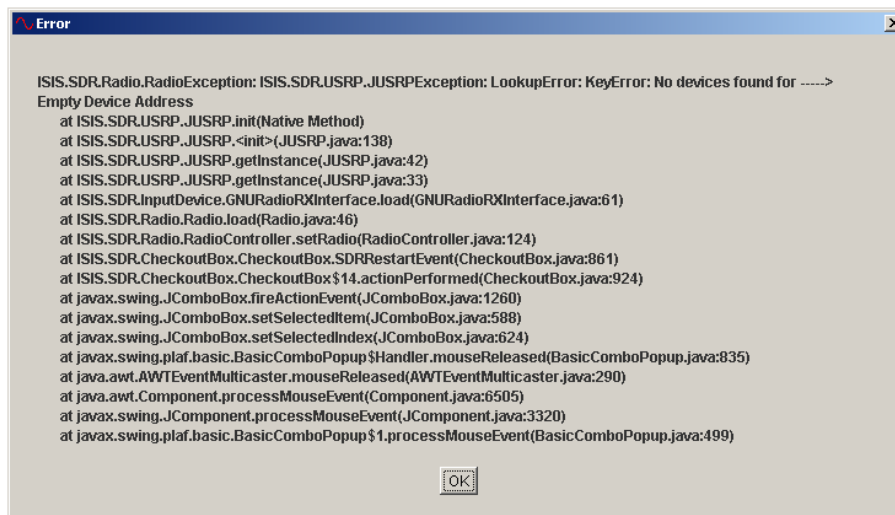 Error
ISIS.SDR.Radio.RadioException: ISIS.SDR.USRP.JUSRPException: LookupError: KeyError: No devices found for ----->
Empty Device Address
at ISIS.SDR.USRP.JUSRP.init(Native Method)
at ISIS.SDR.USRP.JUSRP.<init>(JUSRP.java:138)
at ISIS.SDR.USRP.JUSRP.getInstance(JUSRP.java:42)
at ISIS.SDR.USRP.JUSRP.getInstance(JUSRP.java:33)
at ISIS.SDR.InputDevice.GNURadioRXInterface.load(GNURadioRXInterface.java:61)
at ISIS.SDR.Radio.Radio.load(Radio.java:46)
at ISIS.SDR.Radio.RadioController.setRadio(RadioController.java:124)
at ISIS.SDR.CheckoutBox.CheckoutBox.SDRRestartEvent(CheckoutBox.java:861)
at ISIS.SDR.CheckoutBox.CheckoutBox$14.actionPerformed(CheckoutBox.java:924)
at javax.swing.JComboBox.fireActionEvent(JComboBox.java:1260)
at javax.swing.JComboBox.setSelectedItem(JComboBox.java:588)
at javax.swing.JComboBox.setSelectedIndex(JComboBox.java:624)
at javax.swing.plaf.basic.BasicComboPopup$Handler.mouseReleased(BasicComboPopup.java:835)
at java.awt.AWTEventMulticaster.mouseReleased(AWTEventMulticaster.java:290)
at java.awt.Component.processMouseEvent(Component.java:6505)
at javax.swing.JComponent.processMouseEvent(JComponent.java:3320)
at javax.swing.plaf.basic.BasicComboPopup$1.processMouseEvent(BasicComboPopup.java:499)
OK